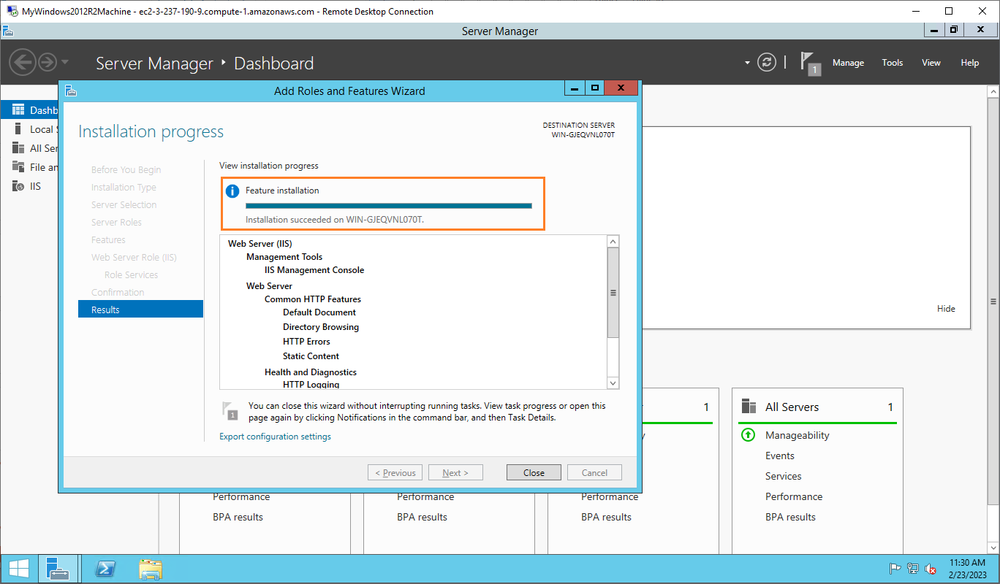 MyWindows2012R2Machine - ec2-3-237-190-9.compute-1.amazonaws.com - Remote Desktop Connection
Server Manager
Server Manager Dashboard
1
Manage
Tools
View
Help
Add Roles and Features Wizard
Dashb
Local
All Ser
File an
IIS
Installation progress
DESTINATION SERVER
WIN-GJEQVNL070T
Before You Begin
Installation Type
Server Selection
Server Roles
Features
Web Server Role (IIS)
Role Services
Confirmation
Results
View installation progress
Feature installation
Installation succeeded on WIN-GJEQVNL070T.
Web Server (IIS)
Management Tools
IIS Management Console
Web Server
Common HTTP Features
Default Document
Directory Browsing
HTTP Errors
Static Content
Health and Diagnostics
HTTP Logging
1
You can close this wizard without interrupting running tasks. View task progress or open this
page again by clicking Notifications in the command bar, and then Task Details.
Export configuration settings
< Previous
Next >
Close
Cancel
Hide
1
All Servers 1
Manageability
Events
Services
Performance
BPA results
Performance
BPA results
Performance
BPA results
Performance
BPA results
11:30 AM
2/23/2023